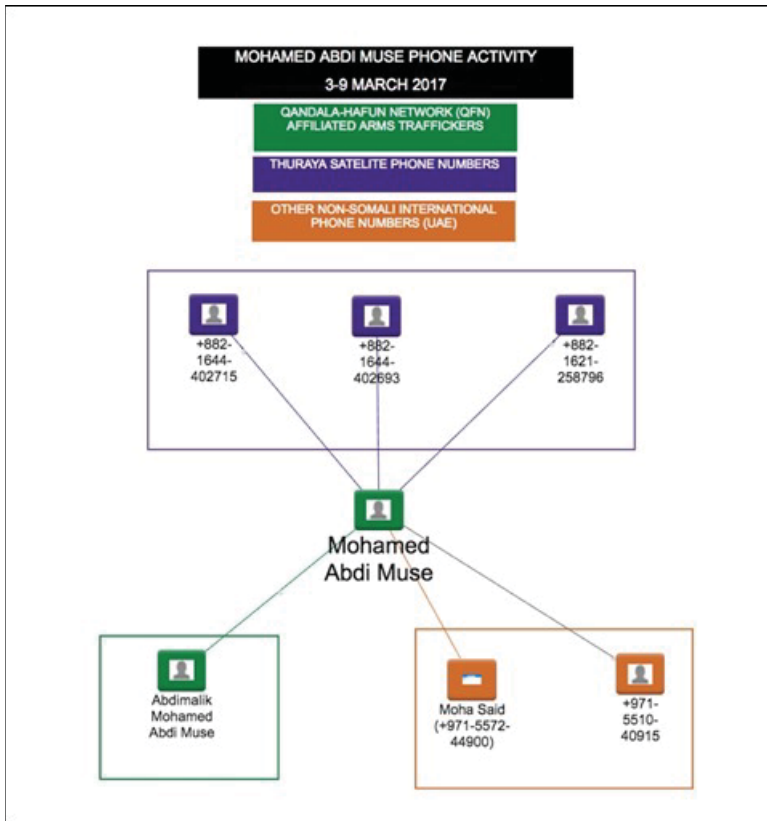 MOHAMED ABDI MUSE PHONE ACTIVITY
3-9 MARCH 2017
QANDALA-HAFUN NETWORK (QFN)
AFFILIATED ARMS TRAFFICKERS
THURAYA SATELITE PHONE NUMBERS
OTHER NON-SOMALI INTERNATIONAL
PHONE NUMBERS (UAE)
+882-
1644-
402715
+882-
1644-
402693
+882-
1621-
258796
Mohamed
Abdi Muse
Abdimalik
Mohamed
Abdi Muse
Moha Said
(+971-5572-
44900)
+971-
5510-
40915